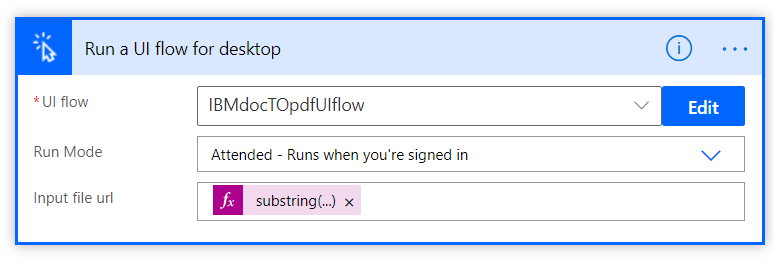 Run a UI flow for desktop
*UI flow IBMdocTOpdfUIflow Edit
Run Mode Attended - Runs when you're signed in
Input file url fx substring(...) ×